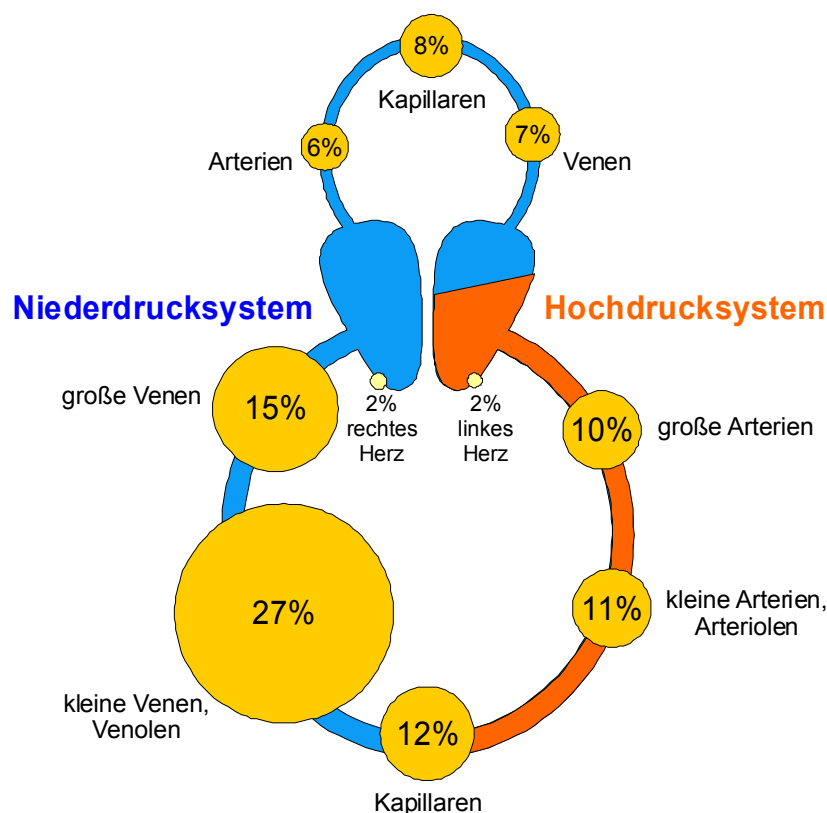 8%
Kapillaren
6%
Arterien
7%
Venen
Niederdrucksystem
Hochdrucksystem
große Venen
15%
2%
rechtes
Herz
2%
linkes
Herz
10%
große Arterien
27%
11%
kleine Arterien,
Arteriolen
kleine Venen,
Venolen
12%
Kapillaren